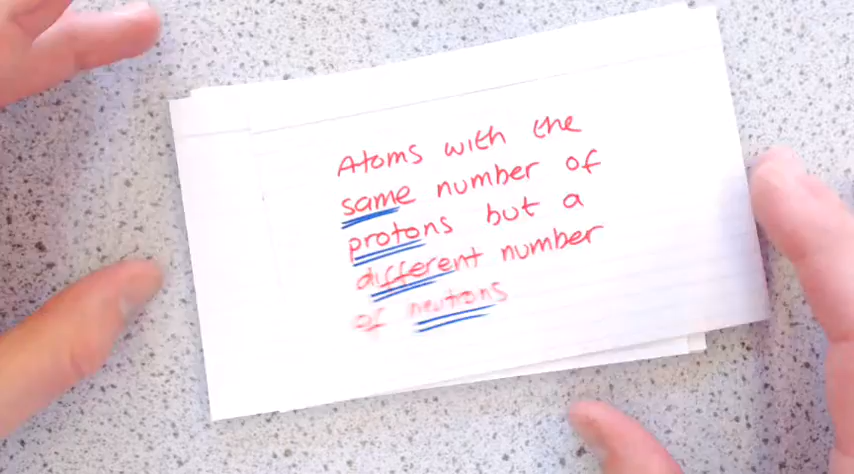 Atoms with the
same number of
protons but a
different number
of neutrons